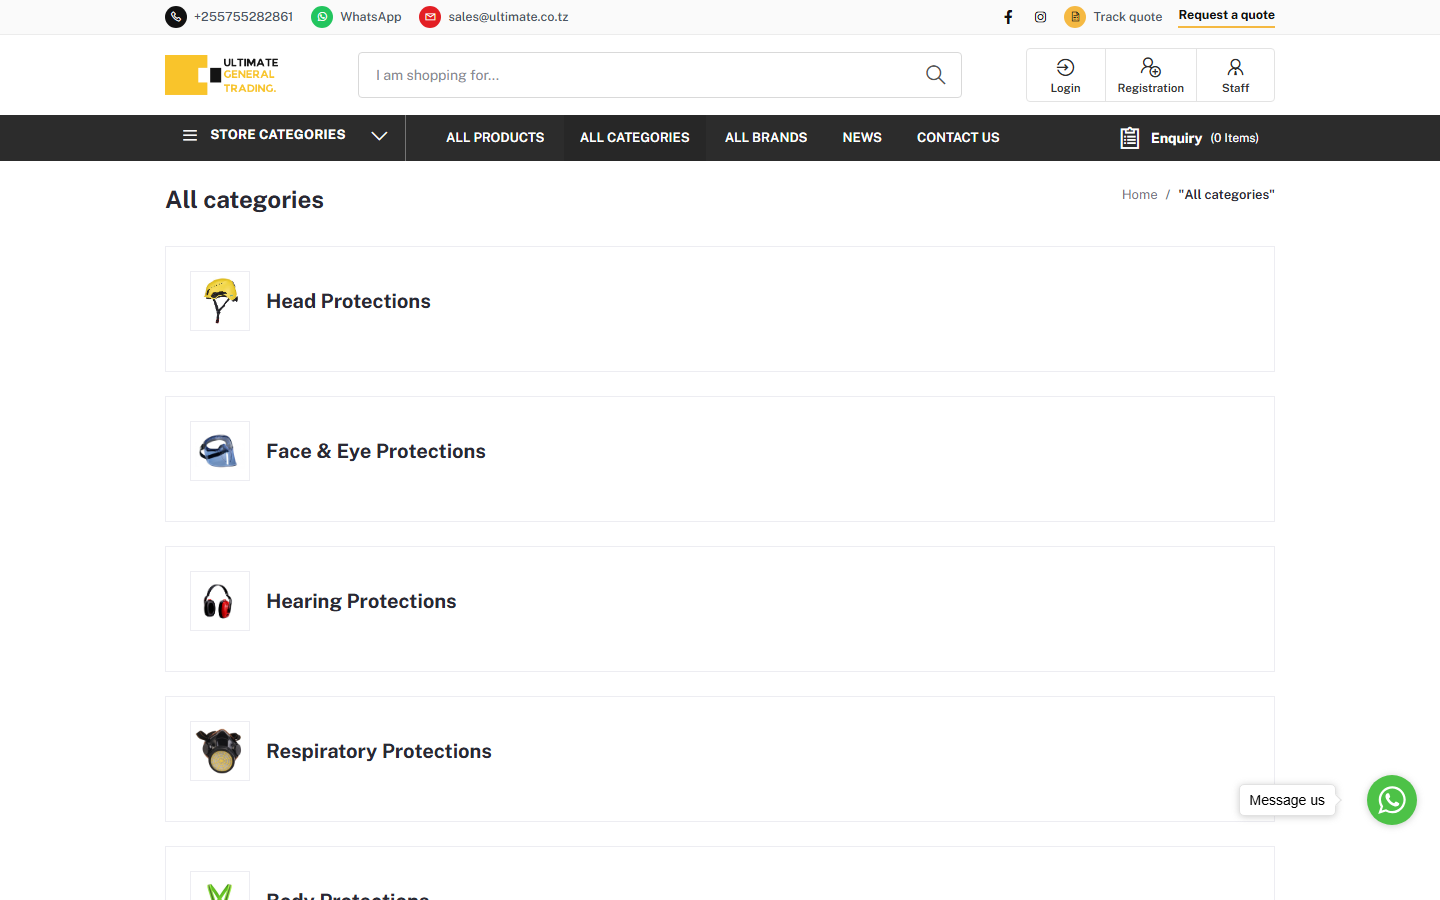 +255755282861 WhatsApp sales@ultimate.co.tz Track quote Request a quote
ULTIMATE
GENERAL
TRADING.
I am shopping for...
Login Registration Staff
STORE CATEGORIES ALL PRODUCTS ALL CATEGORIES ALL BRANDS NEWS CONTACT US Enquiry (0 Items)
All categories
Home / "All categories"
Head Protections
Face & Eye Protections
Hearing Protections
Respiratory Protections
Message us
Body Protections